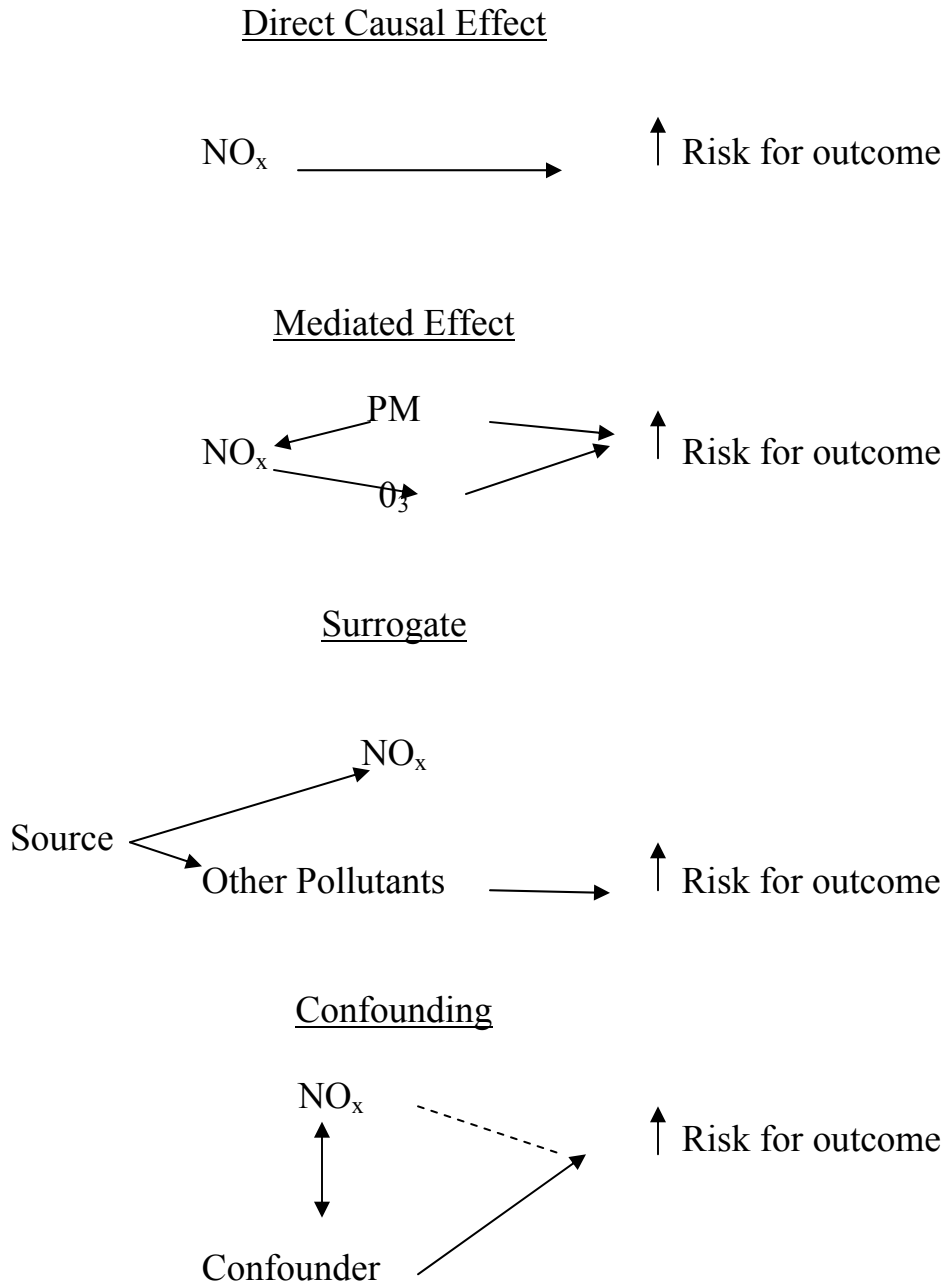 Direct Causal Effect
NOx Risk for outcome
Mediated Effect
PM
NOx Risk for outcome
03
Surrogate
NOx
Source
Other Pollutants Risk for outcome
Confounding
NOx
Risk for outcome
Confounder